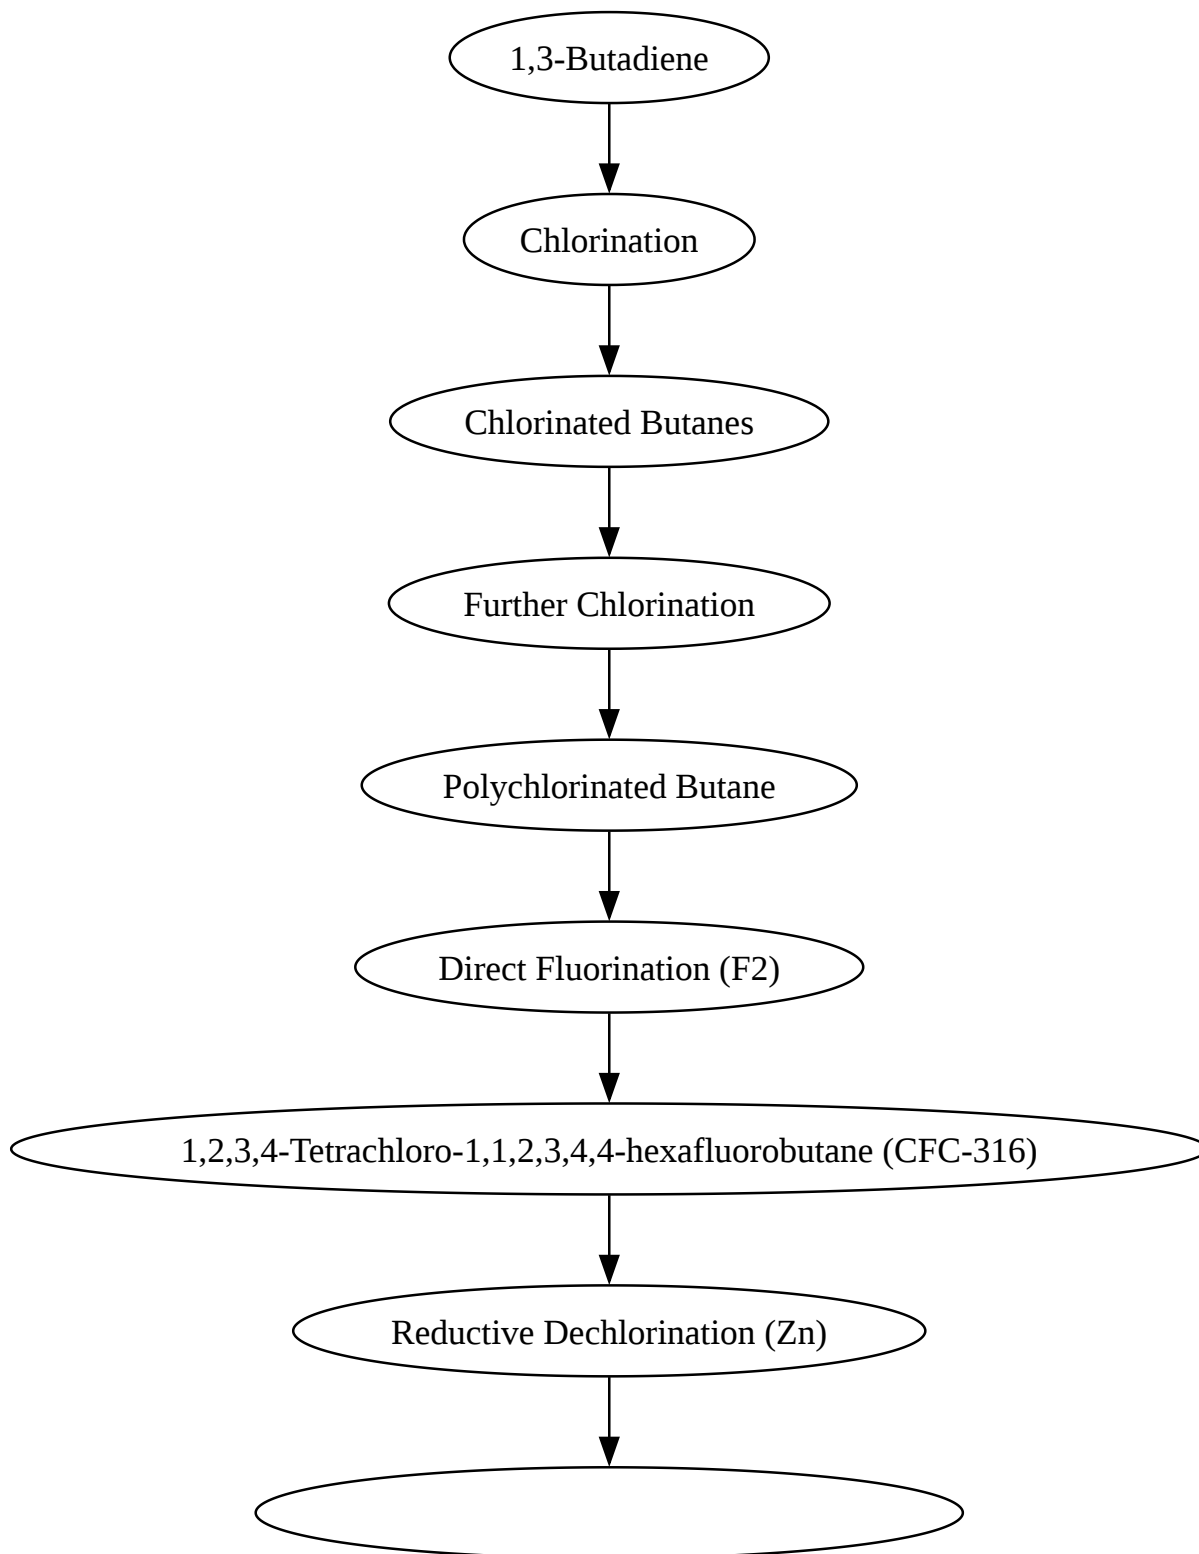 1,3-Butadiene
Chlorination
Chlorinated Butanes
Further Chlorination
Polychlorinated Butane
Direct Fluorination (F2)
1,2,3,4-Tetrachloro-1,1,2,3,4,4-hexafluorobutane (CFC-316)
Reductive Dechlorination (Zn)